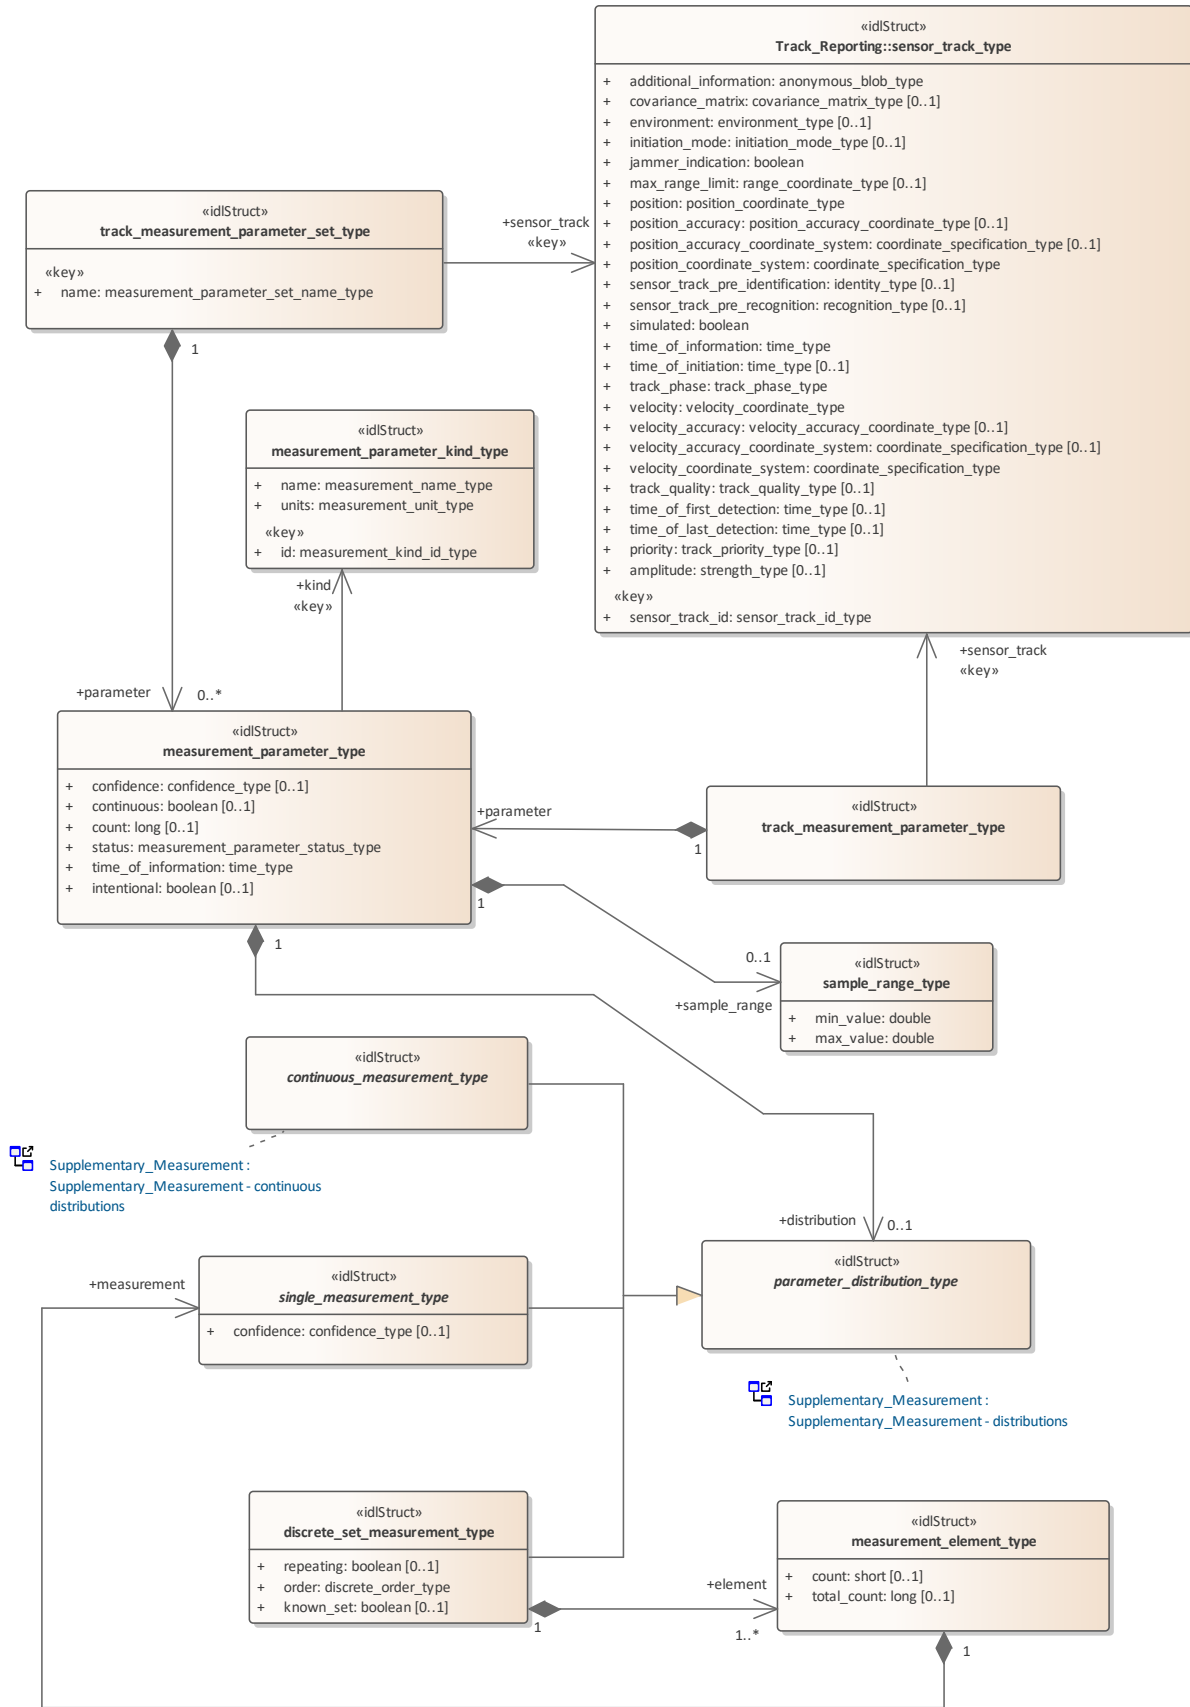 «idlStruct»
Track_Reporting::sensor_track_type
+ additional_information: anonymous_blob_type
+ covariance_matrix: covariance_matrix_type [0..1]
+ environment: environment_type [0..1]
+ initiation_mode: initiation_mode_type [0..1]
+ jammer_indication: boolean
+ max_range_limit: range_coordinate_type [0..1]
+ position: position_coordinate_type
+ position_accuracy: position_accuracy_coordinate_type [0..1]
+ position_accuracy_coordinate_system: coordinate_specification_type [0..1]
+ position_coordinate_system: coordinate_specification_type
+ sensor_track_pre_identification: identity_type [0..1]
+ sensor_track_pre_recognition: recognition_type [0..1]
+ simulated: boolean
+ time_of_information: time_type
+ time_of_initiation: time_type [0..1]
+ track_phase: track_phase_type
+ velocity: velocity_coordinate_type
+ velocity_accuracy: velocity_accuracy_coordinate_type [0..1]
+ velocity_accuracy_coordinate_system: coordinate_specification_type [0..1]
+ velocity_coordinate_system: coordinate_specification_type
+ track_quality: track_quality_type [0..1]
+ time_of_first_detection: time_type [0..1]
+ time_of_last_detection: time_type [0..1]
+ priority: track_priority_type [0..1]
+ amplitude: strength_type [0..1]
«key»
+ sensor_track_id: sensor_track_id_type
«idlStruct»
track_measurement_parameter_set_type
«key»
+ name: measurement_parameter_set_name_type
+sensor_track
«key»
1
«idlStruct»
measurement_parameter_kind_type
+ name: measurement_name_type
+ units: measurement_unit_type
«key»
+ id: measurement_kind_id_type
+kind
«key»
+sensor_track
«key»
+parameter
0..*
«idlStruct»
measurement_parameter_type
+ confidence: confidence_type [0..1]
+ continuous: boolean [0..1]
+ count: long [0..1]
+ status: measurement_parameter_status_type
+ time_of_information: time_type
+ intentional: boolean [0..1]
+parameter
1
«idlStruct»
track_measurement_parameter_type
1
1
0..1
+sample_range
«idlStruct»
sample_range_type
+ min_value: double
+ max_value: double
«idlStruct»
continuous_measurement_type
Supplementary_Measurement :
Supplementary_Measurement - continuous
distributions
+distribution
0..1
«idlStruct»
parameter_distribution_type
+measurement
«idlStruct»
single_measurement_type
+ confidence: confidence_type [0..1]
Supplementary_Measurement :
Supplementary_Measurement - distributions
«idlStruct»
discrete_set_measurement_type
+ repeating: boolean [0..1]
+ order: discrete_order_type
+ known_set: boolean [0..1]
1
+element
1..*
«idlStruct»
measurement_element_type
+ count: short [0..1]
+ total_count: long [0..1]
1